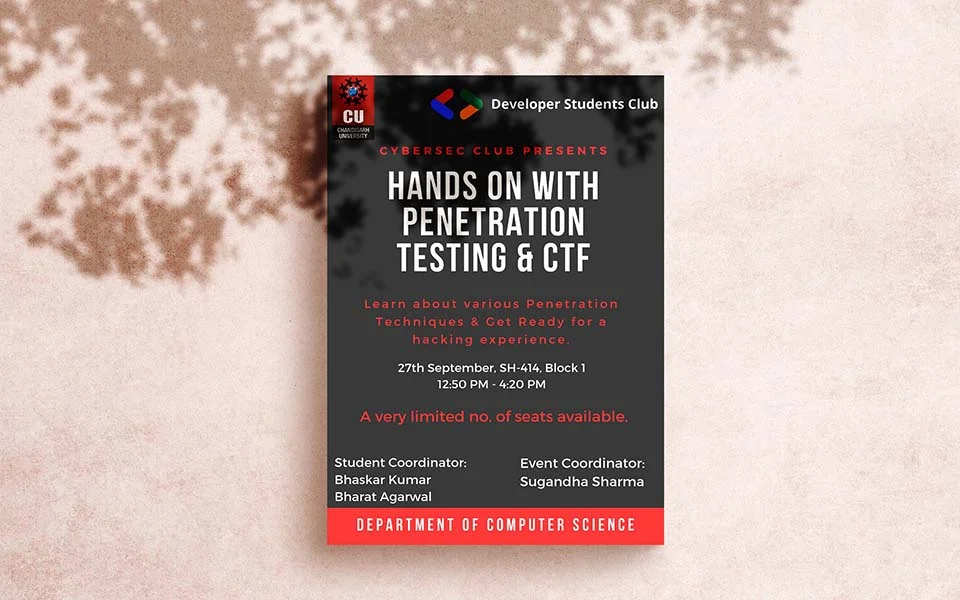 CU
CHANDIGARH
UNIVERSITY
Developer Students Club
CYBERSEC CLUB PRESENTS
HANDS ON WITH
PENETRATION
TESTING & CTF
Learn about various Penetration
Techniques & Get Ready for a
hacking experience.
27th September, SH-414, Block 1
12:50 PM - 4:20 PM
A very limited no. of seats available.
Student Coordinator:
Bhaskar Kumar
Bharat Agarwal
Event Coordinator:
Sugandha Sharma
DEPARTMENT OF COMPUTER SCIENCE